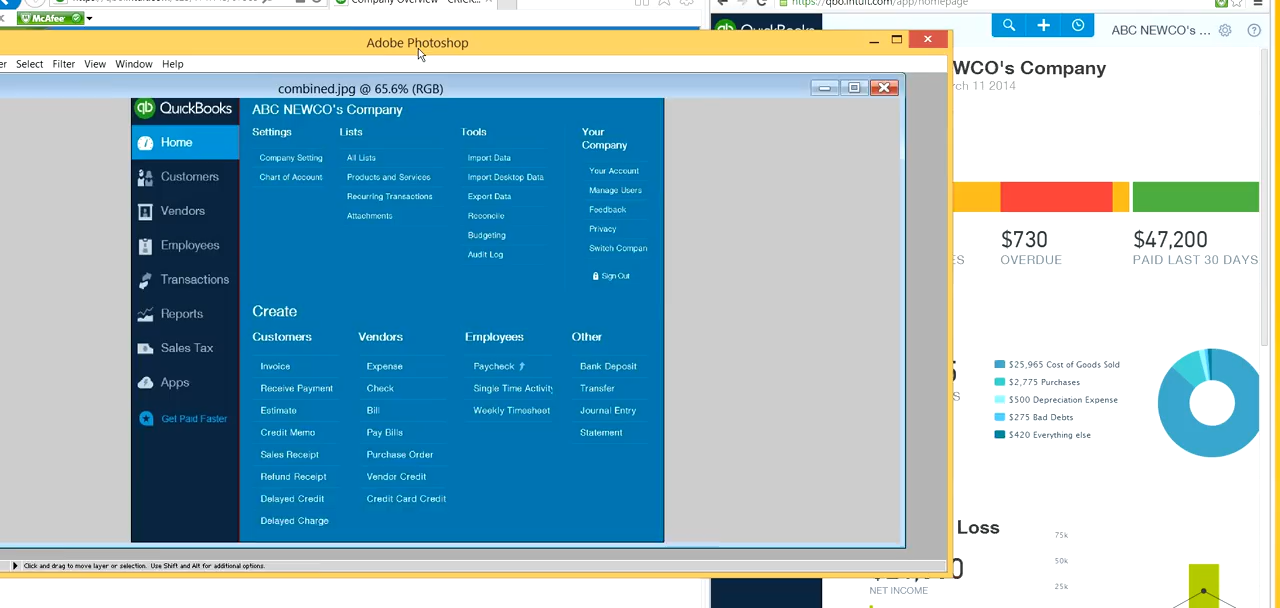 Company Overview
https://qbo.intuit.com/app/homepage
McAfee
QuickBooks
ABC NEWCO's ...
Adobe Photoshop
Select Filter View Window Help
WCO's Company
March 11 2014
combined.jpg @ 65.6% (RGB)
qb QuickBooks
Home
Customers
Vendors
Employees
Transactions
Reports
Sales Tax
Apps
Get Paid Faster
ABC NEWCO's Company
Settings
Company Setting
Chart of Account
Lists
All Lists
Products and Services
Recurring Transactions
Attachments
Tools
Import Data
Import Desktop Data
Export Data
Reconcile
Budgeting
Audit Log
Your
Company
Your Account
Manage Users
Feedback
Privacy
Switch Compan
Sign Out
Create
Customers
Invoice
Receive Payment
Estimate
Credit Memo
Sales Receipt
Refund Receipt
Delayed Credit
Delayed Charge
Vendors
Expense
Check
Bill
Pay Bills
Purchase Order
Vendor Credit
Credit Card Credit
Employees
Paycheck
Single Time Activity
Weekly Timesheet
Other
Bank Deposit
Transfer
Journal Entry
Statement
$730
OVERDUE
$47,200
PAID LAST 30 DAYS
$25,965 Cost of Goods Sold
$2,775 Purchases
$500 Depreciation Expense
$275 Bad Debts
$420 Everything else
Loss
75k
50k
25k
NET INCOME
Click and drag to move layer or selection. Use Shift and Alt for additional options.